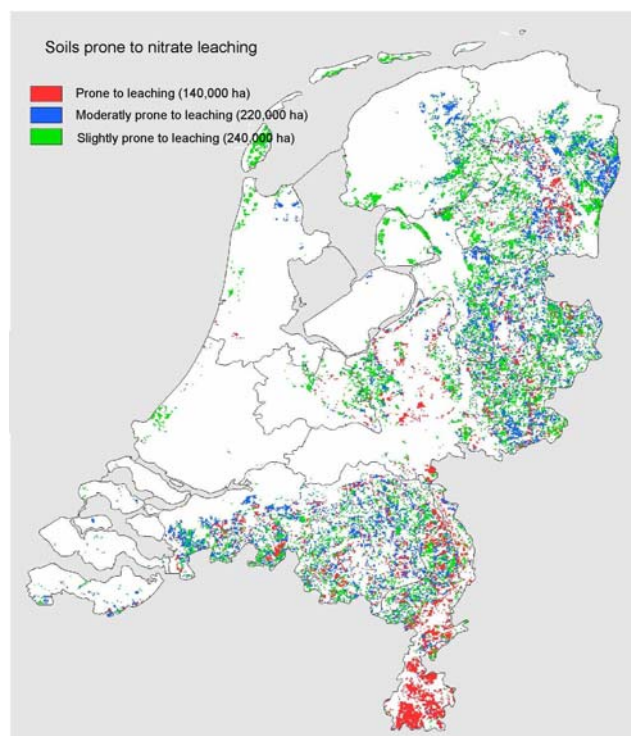 Soils prone to nitrate leaching
Prone to leaching (140,000 ha)
Moderatly prone to leaching (220,000 ha)
Slightly prone to leaching (240,000 ha)